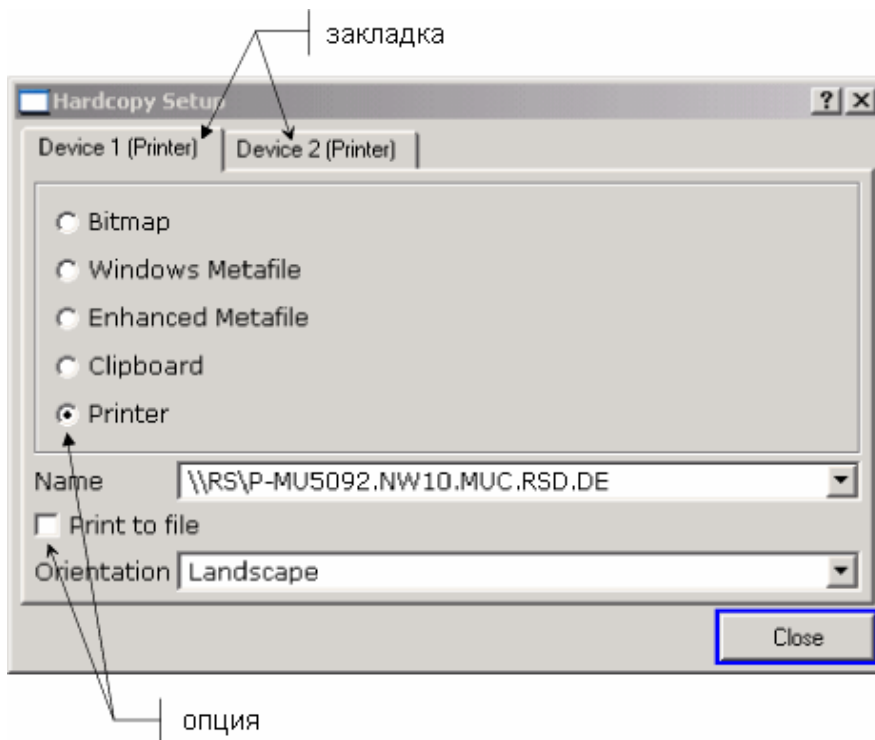 закладка
Hardcopy Setup
Device 1 (Printer) Device 2 (Printer)
Bitmap
Windows Metafile
Enhanced Metafile
Clipboard
Printer
Name \\RS\P-MU5092.NW10.MUC.RSD.DE
Print to file
Orientation Landscape
Close
опция